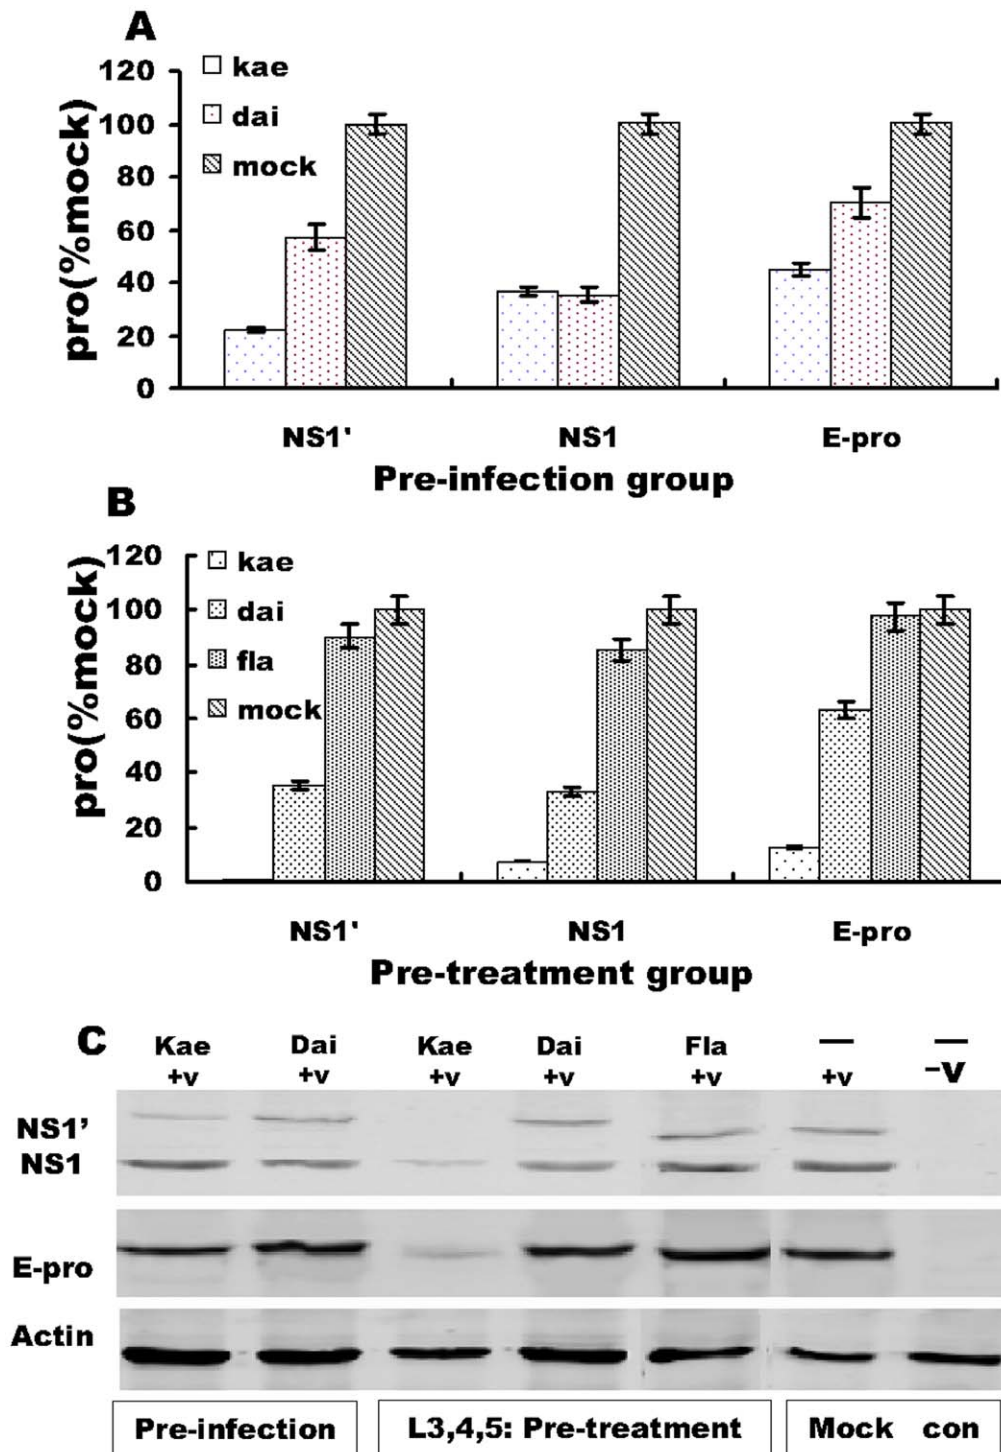 A
pro(%mock)
120
100
80
60
40
20
0
kae
dai
mock
NS1' NS1 E-pro
Pre-infection group
B
pro(%mock)
120
100
80
60
40
20
0
kae
dai
fla
mock
NS1' NS1 E-pro
Pre-treatment group
C
Kae Dai Kae Dai Fla — —
+v +v +v +v +v +v -v
NS1’
NS1
E-pro
Actin
Pre-infection L3,4,5: Pre-treatment Mock con